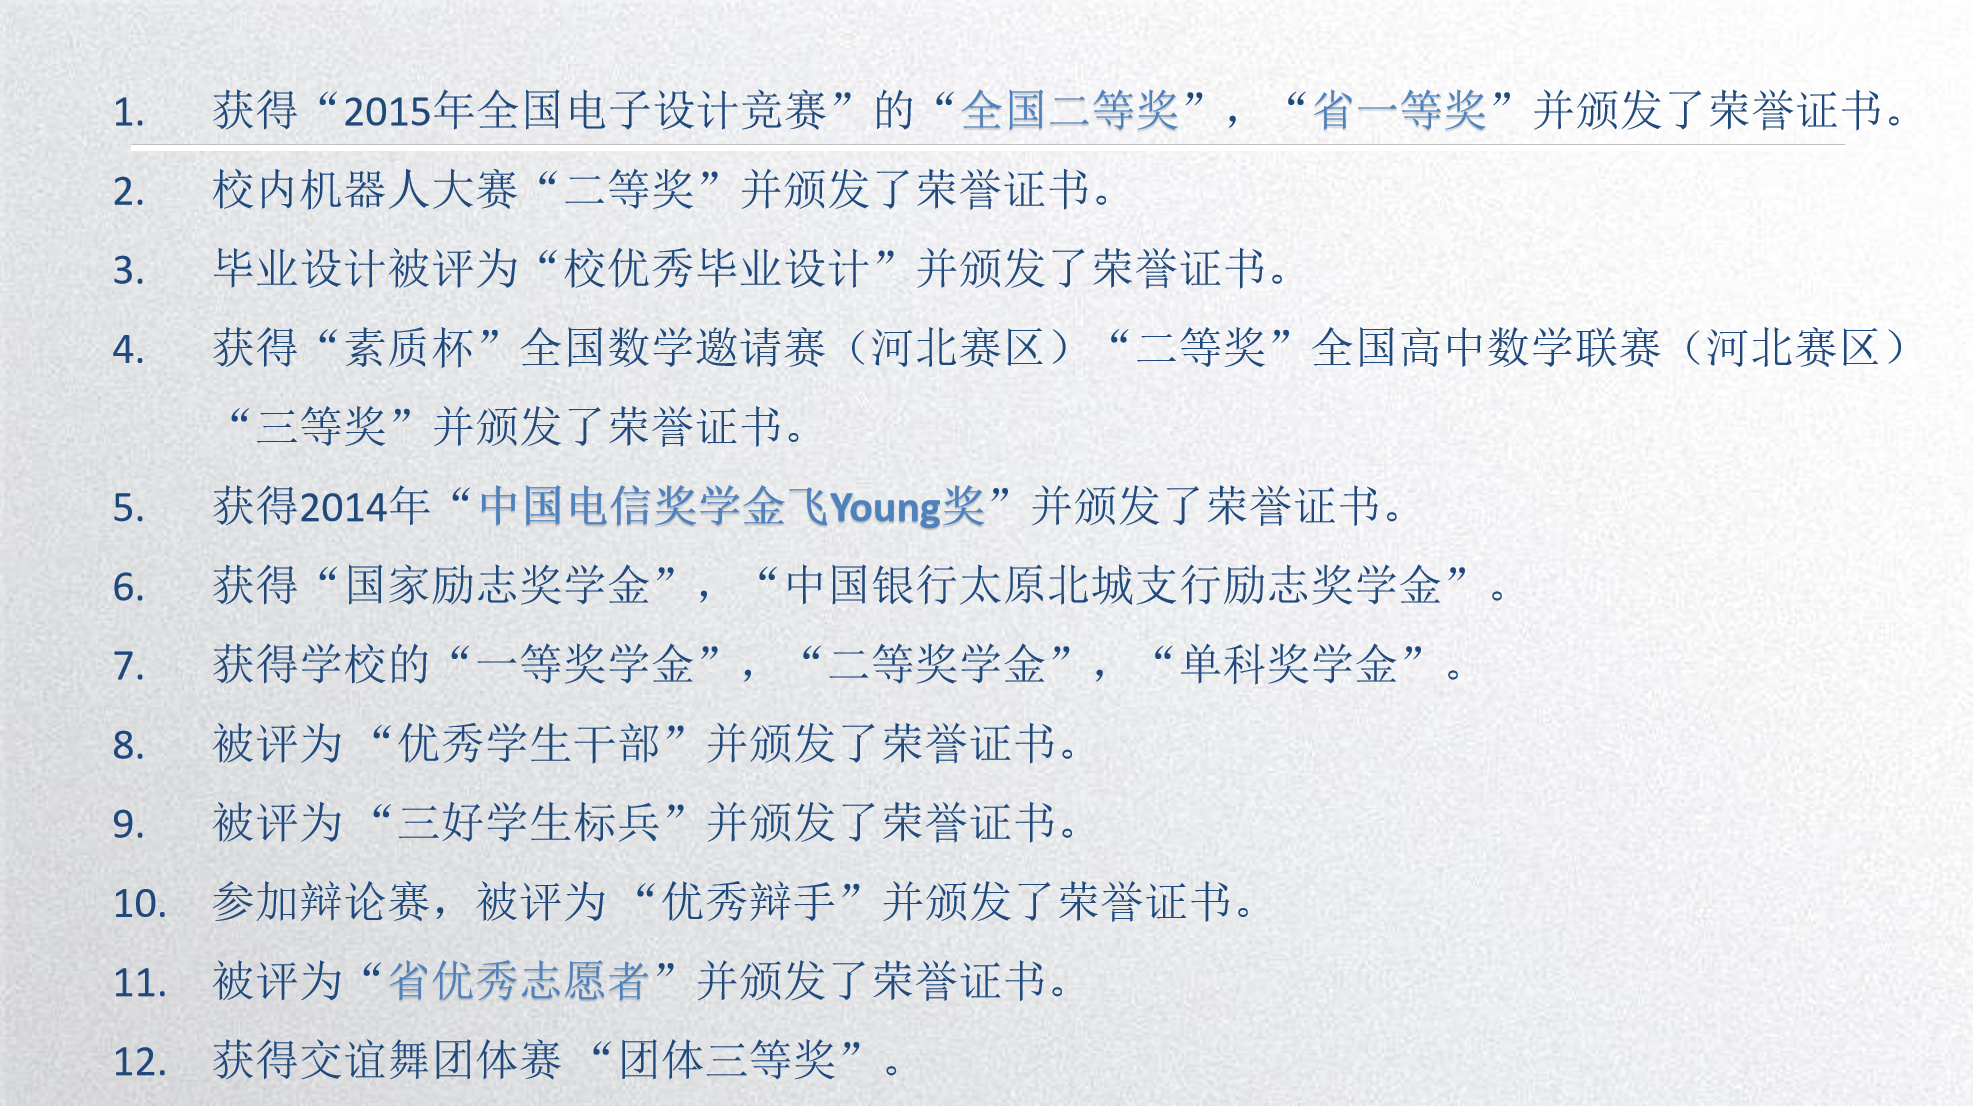 1. 获得“2015年全国电子设计竞赛”的“全国二等奖”，“省一等奖”并颁发了荣誉证书。
2. 校内机器人大赛“二等奖”并颁发了荣誉证书。
3. 毕业设计被评为“校优秀毕业设计”并颁发了荣誉证书。
4. 获得“素质杯”全国数学邀请赛（河北赛区）“二等奖”全国高中数学联赛（河北赛区）
“三等奖”并颁发了荣誉证书。
5. 获得2014年“中国电信奖学金飞Young奖”并颁发了荣誉证书。
6. 获得“国家励志奖学金”，“中国银行太原北城支行励志奖学金”。
7. 获得学校的“一等奖学金”，“二等奖学金”，“单科奖学金”。
8. 被评为 “优秀学生干部”并颁发了荣誉证书。
9. 被评为 “三好学生标兵”并颁发了荣誉证书。
10. 参加辩论赛，被评为 “优秀辩手”并颁发了荣誉证书。
11. 被评为“省优秀志愿者”并颁发了荣誉证书。
12. 获得交谊舞团体赛 “团体三等奖”。